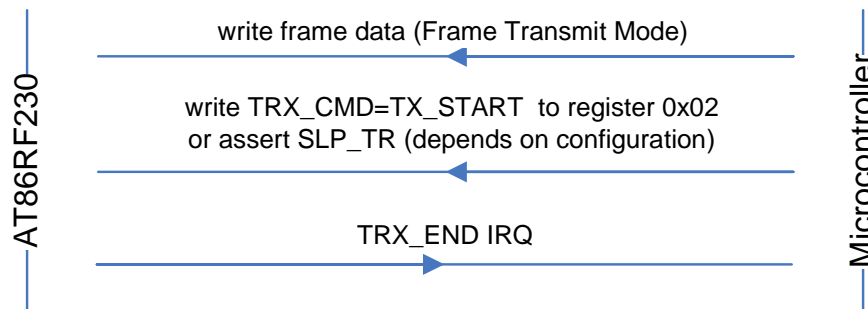 write frame data (Frame Transmit Mode)
write TRX_CMD=TX_START to register 0x02
or assert SLP_TR (depends on configuration)
TRX_END IRQ
AT86RF230
Microcontroller